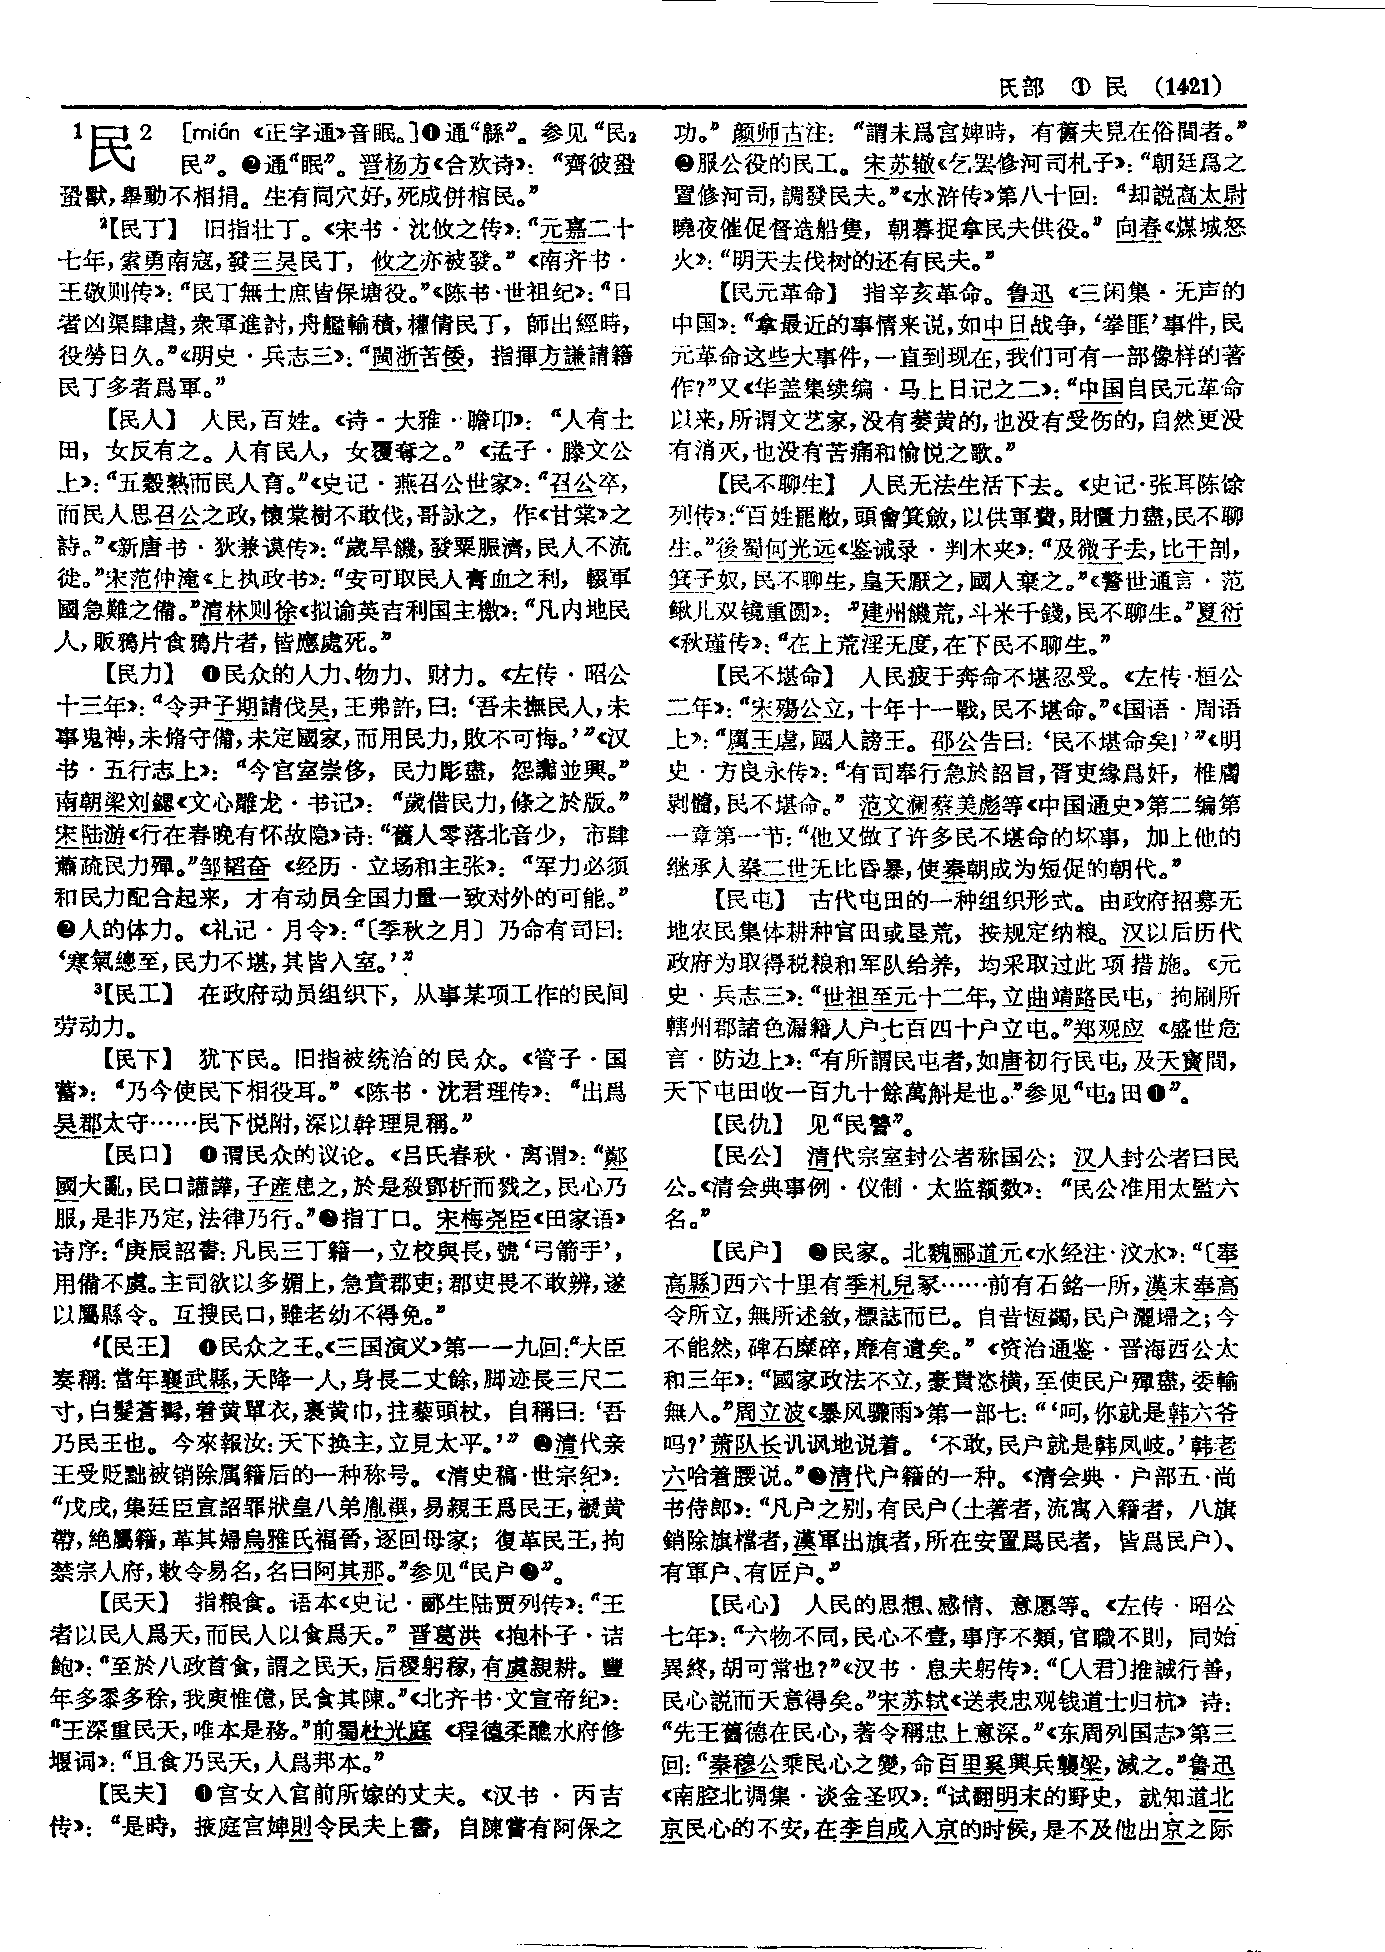 氏部 ① 民 (1421)
1民2 [mián《正字通》音眠。]❶通“緜”。参见“民2
民”。❷通“眠”。晋杨方《合欢诗》：“齊彼蛩
蛩獸，舉動不相捐。生有同穴好，死成併棺民。”
2【民丁】 旧指壮丁。《宋书·沈攸之传》：“元嘉二十
七年，索勇南寇，發三吴民丁，攸之亦被發。”《南齐书·
王敬则传》：“民丁無士庶皆保塘役。”《陈书·世祖纪》：“日
者凶渠肆虐，衆軍進討，舟艦輸積，權倩民丁，師出經時，
役勞日久。”《明史·兵志三》：“閩浙苦倭，指揮方謙請籍
民丁多者爲軍。”
【民人】 人民，百姓。《诗·大雅·瞻卬》：“人有土
田，女反有之。人有民人，女覆奪之。”《孟子·滕文公
上》：“五穀熟而民人育。”《史记·燕召公世家》：“召公卒，
而民人思召公之政，懷棠樹不敢伐，哥詠之，作《甘棠》之
詩。”《新唐书·狄兼谟传》：“歲旱饑，發粟賑濟，民人不流
徙。”宋范仲淹《上执政书》：“安可取民人膏血之利，輟軍
國急難之備。”清林则徐《拟谕英吉利国主檄》：“凡内地民
人，販鴉片食鴉片者，皆應處死。”
【民力】 ❶民众的人力、物力、财力。《左传·昭公
十三年》：“令尹子期請伐吴，王弗許，曰：‘吾未撫民人，未
事鬼神，未脩守備，未定國家，而用民力，敗不可悔。’”《汉
书·五行志上》：“今宫室崇侈，民力彫盡，怨讟並興。”
南朝梁刘勰《文心雕龙·书记》：“歲借民力，條之於版。”
宋陆游《行在春晚有怀故隐》诗：“舊人零落北音少，市肆
蕭疏民力殫。”邹韬奋《经历·立场和主张》：“军力必须
和民力配合起来，才有动员全国力量一致对外的可能。”
❷人的体力。《礼记·月令》：“〔季秋之月〕乃命有司曰：
‘寒氣總至，民力不堪，其皆入室。’”
3【民工】 在政府动员组织下，从事某项工作的民间
劳动力。
【民下】 犹下民。旧指被统治的民众。《管子·国
蓄》：“乃今使民下相役耳。”《陈书·沈君理传》：“出爲
吴郡太守……民下悦附，深以幹理見稱。”
【民口】 ❶谓民众的议论。《吕氏春秋·离谓》：“鄭
國大亂，民口讙譁，子産患之，於是殺鄧析而戮之，民心乃
服，是非乃定，法律乃行。”❷指丁口。宋梅尧臣《田家语》
诗序：“庚辰詔書：凡民三丁籍一，立校與長，號‘弓箭手’，
用備不虞。主司欲以多媚上，急責郡吏；郡吏畏不敢辨，遂
以屬縣令。互搜民口，雖老幼不得免。”
4【民王】 ❶民众之王。《三国演义》第一一九回：“大臣
奏稱：當年襄武縣，天降一人，身長二丈餘，脚迹長三尺二
寸，白髮蒼髯，着黄單衣，裹黄巾，拄藜頭杖，自稱曰：‘吾
乃民王也。今來報汝：天下换主，立見太平。’”❷清代亲
王受贬黜被销除属籍后的一种称号。《清史稿·世宗纪》：
“戊戌，集廷臣宣詔罪狀皇八弟胤禩，易親王爲民王，褫黄
帶，絶屬籍，革其婦烏雅氏福晉，逐回母家；復革民王，拘
禁宗人府，敕令易名，名曰阿其那。”参见“民户❷”。
【民天】 指粮食。语本《史记·郦生陆贾列传》：“王
者以民人爲天，而民人以食爲天。”晋葛洪《抱朴子·诘
鲍》：“至於八政首食，謂之民天，后稷躬稼，有虞親耕。豐
年多黍多稌，我庾惟億，民食其陳。”《北齐书·文宣帝纪》：
“王深重民天，唯本是務。”前蜀杜光庭《程德柔醮水府修
堰词》：“且食乃民天，人爲邦本。”
【民夫】 ❶宫女入宫前所嫁的丈夫。《汉书·丙吉
传》：“是時，掖庭宫婢則令民夫上書，自陳嘗有阿保之
功。”颜师古注：“謂未爲宫婢時，有舊夫見在俗間者。”
❷服公役的民工。宋苏辙《乞罢修河司札子》：“朝廷爲之
置修河司，調發民夫。”《水浒传》第八十回：“却説高太尉
曉夜催促督造船隻，朝暮捉拿民夫供役。”向春《煤城怒
火》：“明天去伐树的还有民夫。”
【民元革命】 指辛亥革命。鲁迅《三闲集·无声的
中国》：“拿最近的事情来说，如中日战争，‘拳匪’事件，民
元革命这些大事件，一直到现在，我们可有一部像样的著
作？”又《华盖集续编·马上日记之二》：“中国自民元革命
以来，所谓文艺家，没有萎黄的，也没有受伤的，自然更没
有消灭，也没有苦痛和愉悦之歌。”
【民不聊生】 人民无法生活下去。《史记·张耳陈馀
列传》：“百姓罷敝，頭會箕斂，以供軍費，財匱力盡，民不聊
生。”後蜀何光远《鉴诫录·判木夹》：“及微子去，比干剖，
箕子奴，民不聊生，皇天厭之，國人棄之。”《警世通言·范
鳅儿双镜重圆》：“建州饑荒，斗米千錢，民不聊生。”夏衍
《秋瑾传》：“在上荒淫无度，在下民不聊生。”
【民不堪命】 人民疲于奔命不堪忍受。《左传·桓公
二年》：“宋殤公立，十年十一戰，民不堪命。”《国语·周语
上》：“厲王虐，國人謗王。邵公告曰：‘民不堪命矣！’”《明
史·方良永传》：“有司奉行急於詔旨，胥吏緣爲奸，椎膚
剥髓，民不堪命。”范文澜蔡美彪等《中国通史》第二编第
一章第一节：“他又做了许多民不堪命的坏事，加上他的
继承人秦二世无比昏暴，使秦朝成为短促的朝代。”
【民屯】 古代屯田的一种组织形式。由政府招募无
地农民集体耕种官田或垦荒，按规定纳粮。汉以后历代
政府为取得税粮和军队给养，均采取过此项措施。《元
史·兵志三》：“世祖至元十二年，立曲靖路民屯，拘刷所
轄州郡諸色漏籍人户七百四十户立屯。”郑观应《盛世危
言·防边上》：“有所謂民屯者，如唐初行民屯，及天寶間，
天下屯田收一百九十餘萬斛是也。”参见“屯2田❶”。
【民仇】 见“民讐”。
【民公】 清代宗室封公者称国公；汉人封公者曰民
公。《清会典事例·仪制·太监额数》：“民公准用太監六
名。”
【民户】 ❶民家。北魏郦道元《水经注·汶水》：“〔奉
高縣〕西六十里有季札兒冢……前有石銘一所，漢末奉高
令所立，無所述敘，標誌而已。自昔恆蠲，民户灑埽之；今
不能然，碑石糜碎，靡有遺矣。”《资治通鉴·晋海西公太
和三年》：“國家政法不立，豪貴恣横，至使民户殫盡，委輸
無人。”周立波《暴风骤雨》第一部七：“‘呵，你就是韩六爷
吗？’萧队长讥讽地说着。‘不敢，民户就是韩凤岐。’韩老
六哈着腰说。”❷清代户籍的一种。《清会典·户部五·尚
书侍郎》：“凡户之别，有民户（土著者，流寓入籍者，八旗
銷除旗檔者，漢軍出旗者，所在安置爲民者，皆爲民户）、
有軍户、有匠户。”
【民心】 人民的思想、感情、意愿等。《左传·昭公
七年》：“六物不同，民心不壹，事序不類，官職不則，同始
異終，胡可常也？”《汉书·息夫躬传》：“〔人君〕推誠行善，
民心説而天意得矣。”宋苏轼《送表忠观钱道士归杭》诗：
“先王舊德在民心，著令稱忠上意深。”《东周列国志》第三
回：“秦穆公乘民心之變，命百里奚興兵襲梁，滅之。”鲁迅
《南腔北调集·谈金圣叹》：“试翻明末的野史，就知道北
京民心的不安，在李自成入京的时候，是不及他出京之际